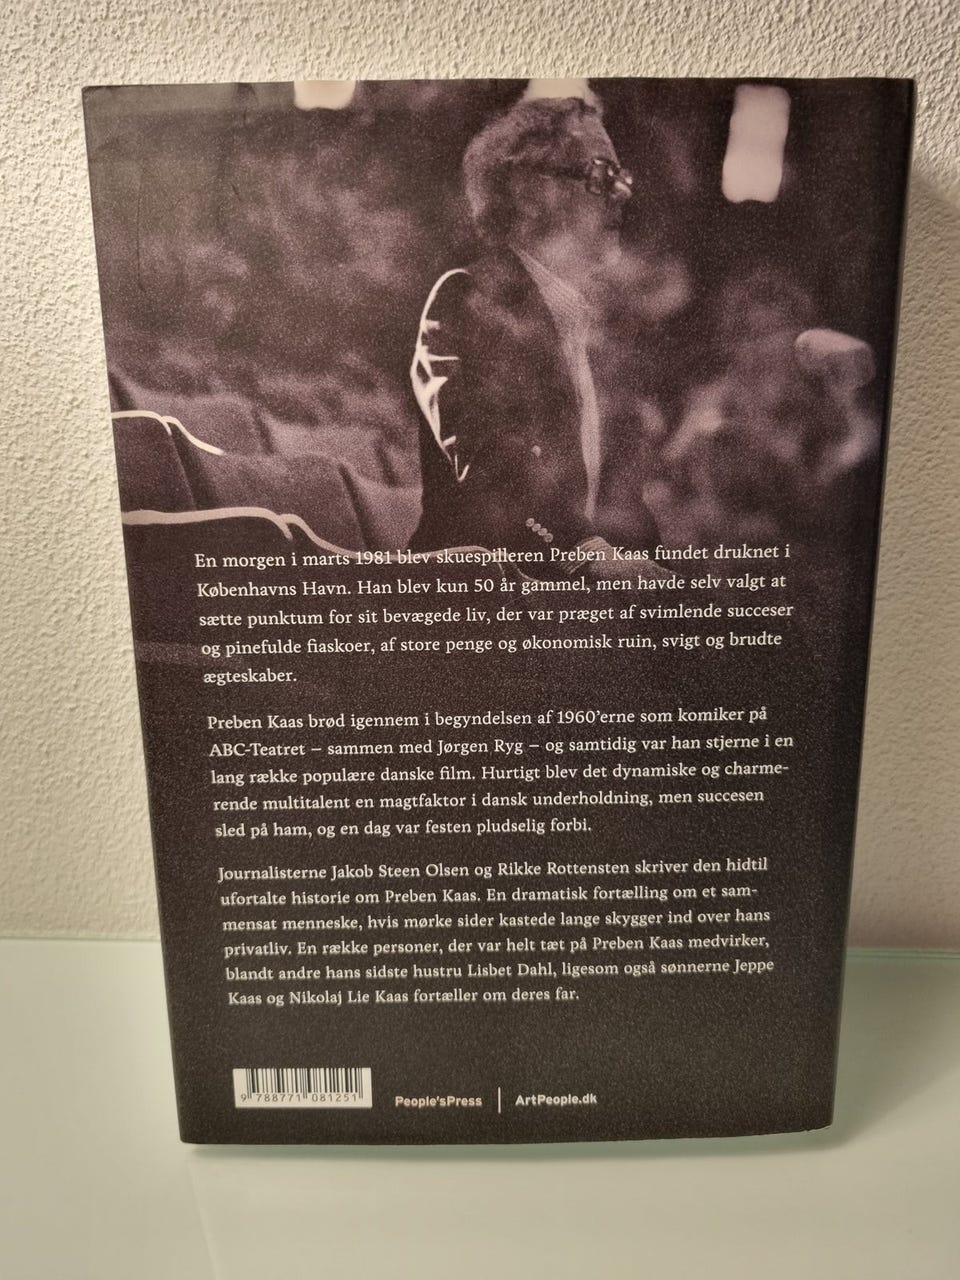 En morgen i marts 1981 blev skuespilleren Preben Kaas fundet druknet i
Københavns Havn. Han blev kun 50 år gammel, men havde selv valgt at
sætte punktum for sit bevægede liv, der var præget af svimlende succeser
og pinefulde fiaskoer, af store penge og økonomisk ruin, svigt og brudte
ægteskaber.
Preben Kaas brød igennem i begyndelsen af 1960'erne som komiker på
ABC-Teatret – sammen med Jørgen Ryg – og samtidig var han stjerne i en
lang række populære danske film. Hurtigt blev det dynamiske og charme-
rende multitalent en magtfaktor i dansk underholdning, men succesen
sled på ham, og en dag var festen pludselig forbi.
Journalisterne Jakob Steen Olsen og Rikke Rottensten skriver den hidtil
ufortalte historie om Preben Kaas. En dramatisk fortælling om et sam-
mensat menneske, hvis mørke sider kastede lange skygger ind over hans
privatliv. En række personer, der var helt tæt på Preben Kaas medvirker,
blandt andre hans sidste hustru Lisbet Dahl, ligesom også sønnerne Jeppe
Kaas og Nikolaj Lie Kaas fortæller om deres far.
9 788771 081251
People'sPress | ArtPeople.dk